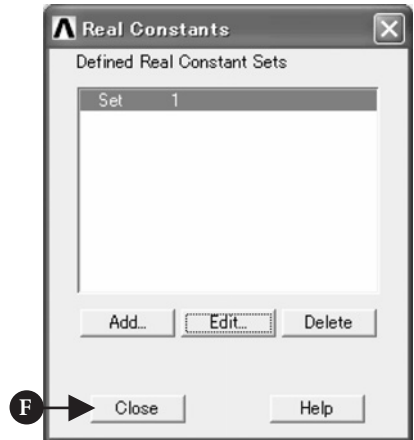 Real Constants
Defined Real Constant Sets
Set 1
Add... Edit... Delete
F
Close Help